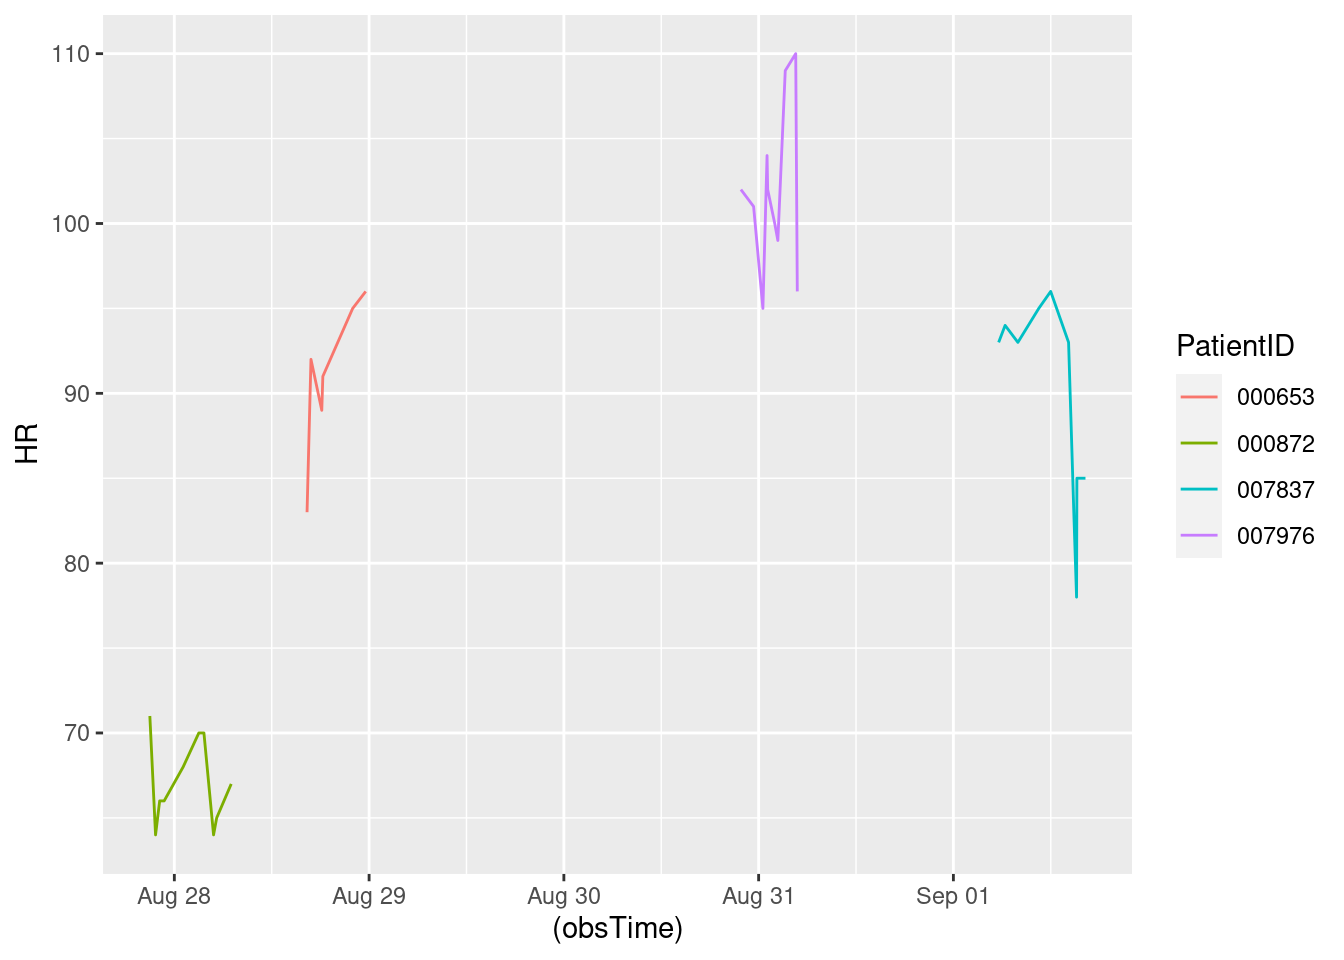 110
100
90
80
70
HR
Aug 28
Aug 29
Aug 30
Aug 31
Sep 01
(obsTime)
PatientID
000653
000872
007837
007976